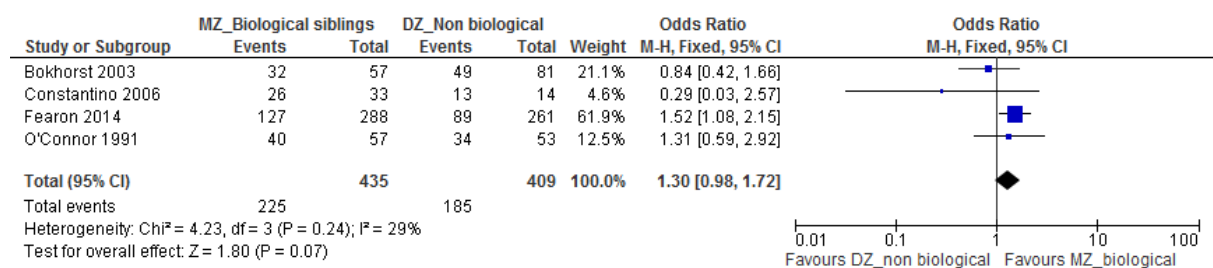 MZ_Biological siblings DZ_Non biological Odds Ratio Odds Ratio
Study or Subgroup Events Total Events Total Weight M-H, Fixed, 95% CI M-H, Fixed, 95% CI
Bokhorst 2003 32 57 49 81 21.1% 0.84 [0.42, 1.66]
Constantino 2006 26 33 13 14 4.6% 0.29 [0.03, 2.57]
Fearon 2014 127 288 89 261 61.9% 1.52 [1.08, 2.15]
O'Connor 1991 40 57 34 53 12.5% 1.31 [0.59, 2.92]
Total (95% CI) 435 409 100.0% 1.30 [0.98, 1.72]
Total events 225 185
Heterogeneity: Chi² = 4.23, df = 3 (P = 0.24); I² = 29%
Test for overall effect: Z = 1.80 (P = 0.07)
0.01 0.1 1 10 100
Favours DZ_non biological Favours MZ_biological